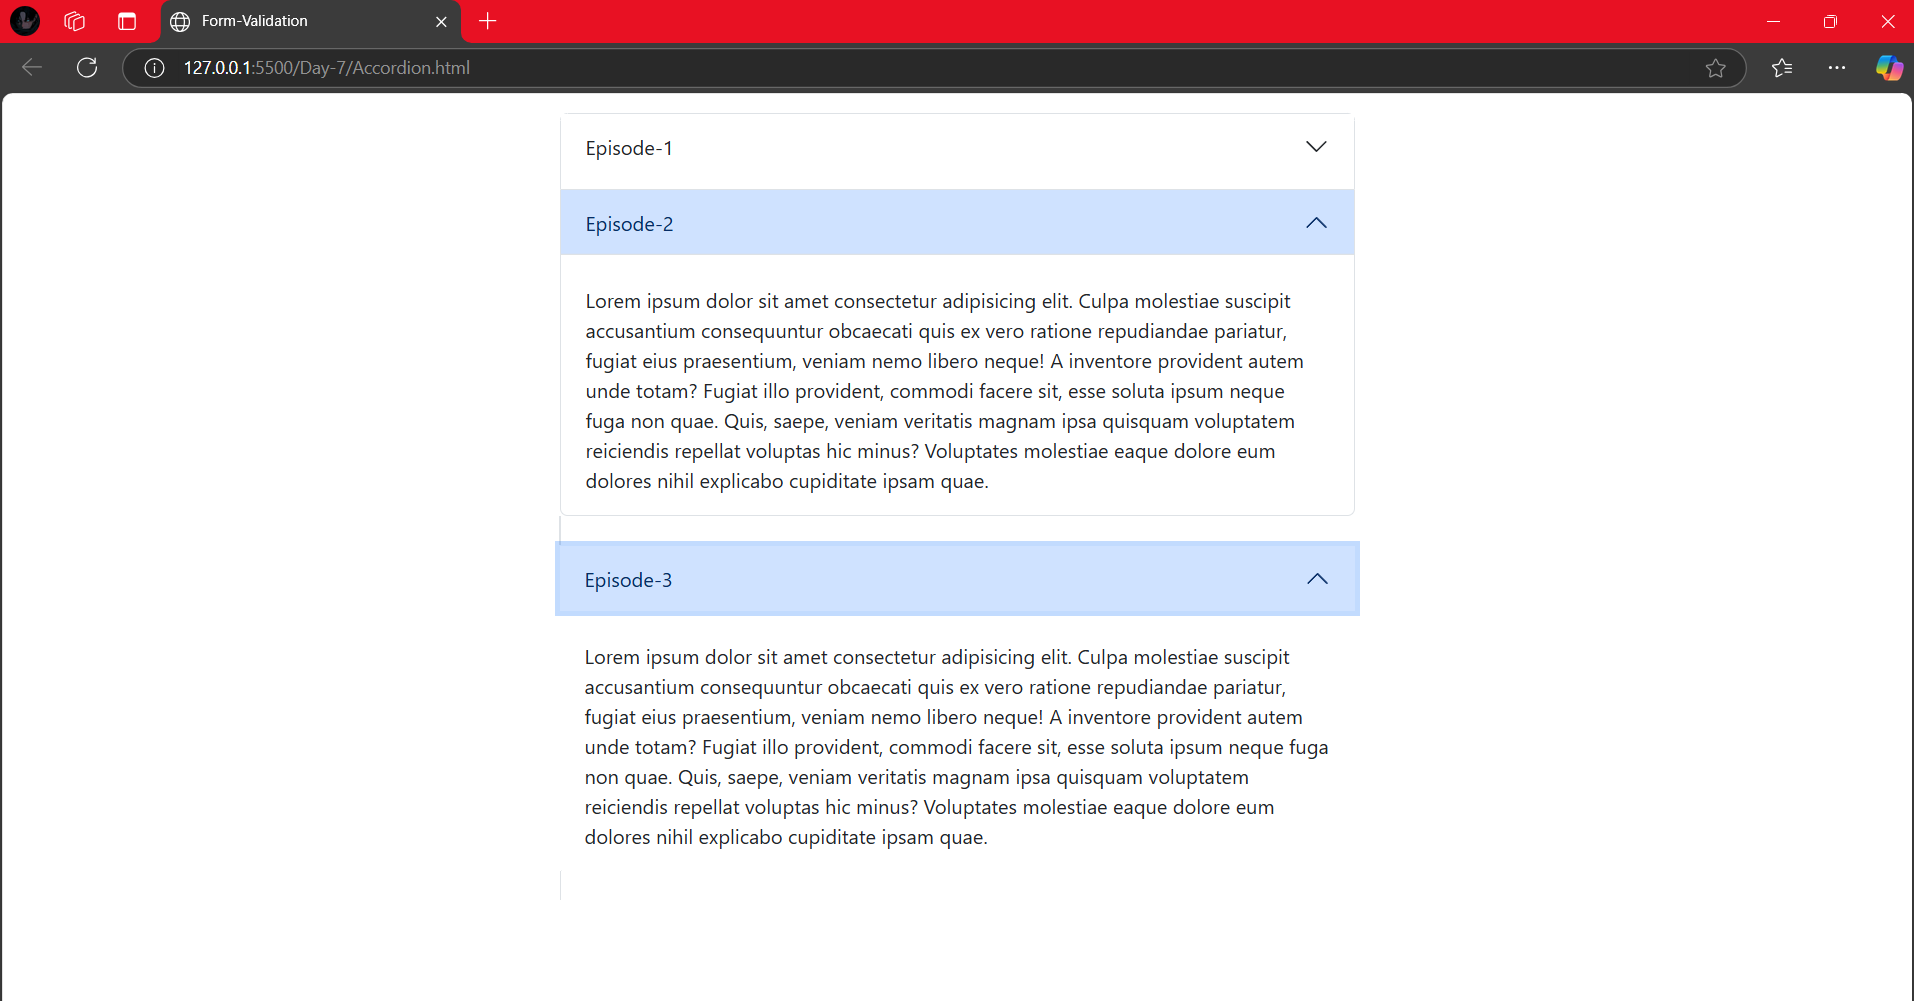 Form-Validation
127.0.0.1:5500/Day-7/Accordion.html
Episode-1
Episode-2
Lorem ipsum dolor sit amet consectetur adipisicing elit. Culpa molestiae suscipit
accusantium consequuntur obcaecati quis ex vero ratione repudiandae pariatur,
fugiat eius praesentium, veniam nemo libero neque! A inventore provident autem
unde totam? Fugiat illo provident, commodi facere sit, esse soluta ipsum neque
fuga non quae. Quis, saepe, veniam veritatis magnam ipsa quisquam voluptatem
reiciendis repellat voluptas hic minus? Voluptates molestiae eaque dolore eum
dolores nihil explicabo cupiditate ipsam quae.
Episode-3
Lorem ipsum dolor sit amet consectetur adipisicing elit. Culpa molestiae suscipit
accusantium consequuntur obcaecati quis ex vero ratione repudiandae pariatur,
fugiat eius praesentium, veniam nemo libero neque! A inventore provident autem
unde totam? Fugiat illo provident, commodi facere sit, esse soluta ipsum neque fuga
non quae. Quis, saepe, veniam veritatis magnam ipsa quisquam voluptatem
reiciendis repellat voluptas hic minus? Voluptates molestiae eaque dolore eum
dolores nihil explicabo cupiditate ipsam quae.